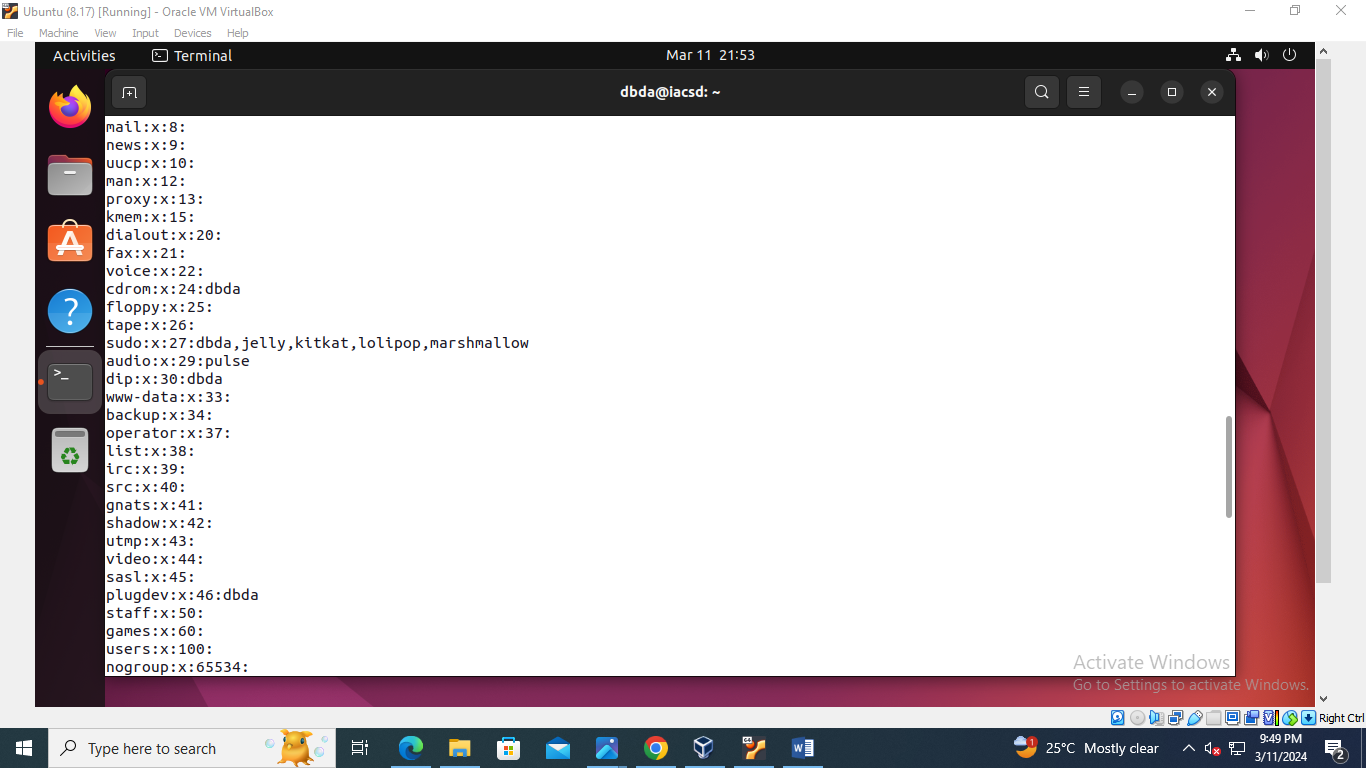 Ubuntu (8.17) [Running] - Oracle VM VirtualBox
File Machine View Input Devices Help
Activities Terminal Mar 11 21:53
dbda@iacsd: ~
mail:x:8:
news:x:9:
uucp:x:10:
man:x:12:
proxy:x:13:
kmem:x:15:
dialout:x:20:
fax:x:21:
voice:x:22:
cdrom:x:24:dbda
floppy:x:25:
tape:x:26:
sudo:x:27:dbda,jelly,kitkat,lolipop,marshmallow
audio:x:29:pulse
dip:x:30:dbda
www-data:x:33:
backup:x:34:
operator:x:37:
list:x:38:
irc:x:39:
src:x:40:
gnats:x:41:
shadow:x:42:
utmp:x:43:
video:x:44:
sasl:x:45:
plugdev:x:46:dbda
staff:x:50:
games:x:60:
users:x:100:
nogroup:x:65534:
Activate Windows
Go to Settings to activate Windows.
Right Ctrl
Type here to search
1
25°C Mostly clear
9:49 PM
3/11/2024
2